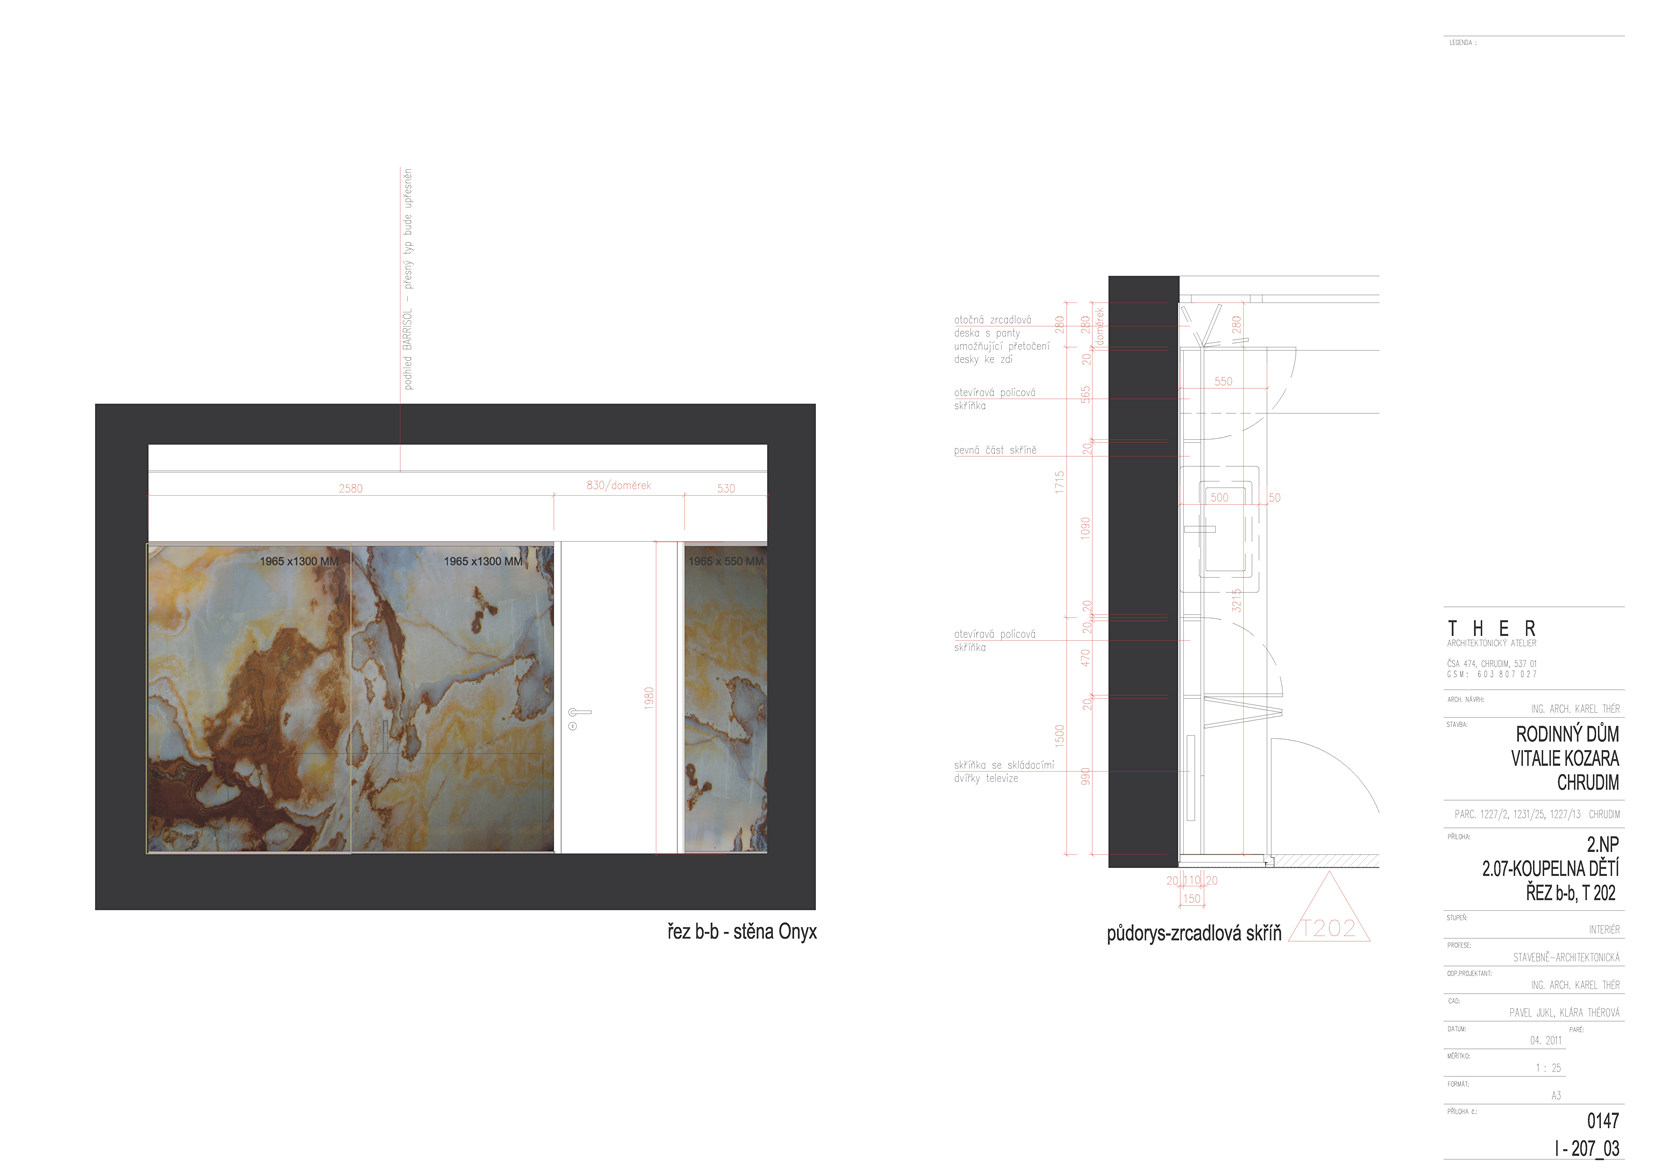 LEGENDA :
podhled BARRISOL – přesný typ bude upřesněn
2580
830/doměrek
530
1965 x1300 MM
1965 x1300 MM
1965 x 550 MM
1980
řez b-b - stěna Onyx
otočná zrcadlová
deska s panty
umožňující přetočení
desky ke zdi
otevíravá policová
skříňka
pevná část skříně
otevíravá policová
skříňka
skříňka se skládacími
dvířky televize
280
280
doměrek
280
20
565
550
20
1715
1090
500
50
20
3215
20
470
20
1500
990
20
110
20
150
půdorys-zrcadlová skříň
T202
T H E R
ARCHITEKTONICKÝ ATELIER
ČSA 474, CHRUDIM, 537 01
GSM: 603 807 027
ARCH. NÁVRH:
ING. ARCH. KAREL THÉR
STAVBA:
RODINNÝ DŮM
VITALIE KOZARA
CHRUDIM
PARC. 1227/2, 1231/25, 1227/13 CHRUDIM
PŘÍLOHA:
2.NP
2.07-KOUPELNA DĚTÍ
ŘEZ b-b, T 202
STUPEŇ:
INTERIÉR
PROFESE:
STAVEBNĚ-ARCHITEKTONICKÁ
ODP.PROJEKTANT:
ING. ARCH. KAREL THÉR
CAD:
PAVEL JUKL, KLÁRA THÉROVÁ
DATUM:
PARÉ:
04. 2011
MĚŘÍTKO:
1 : 25
FORMÁT:
A3
PŘÍLOHA č.:
0147
I - 207_03